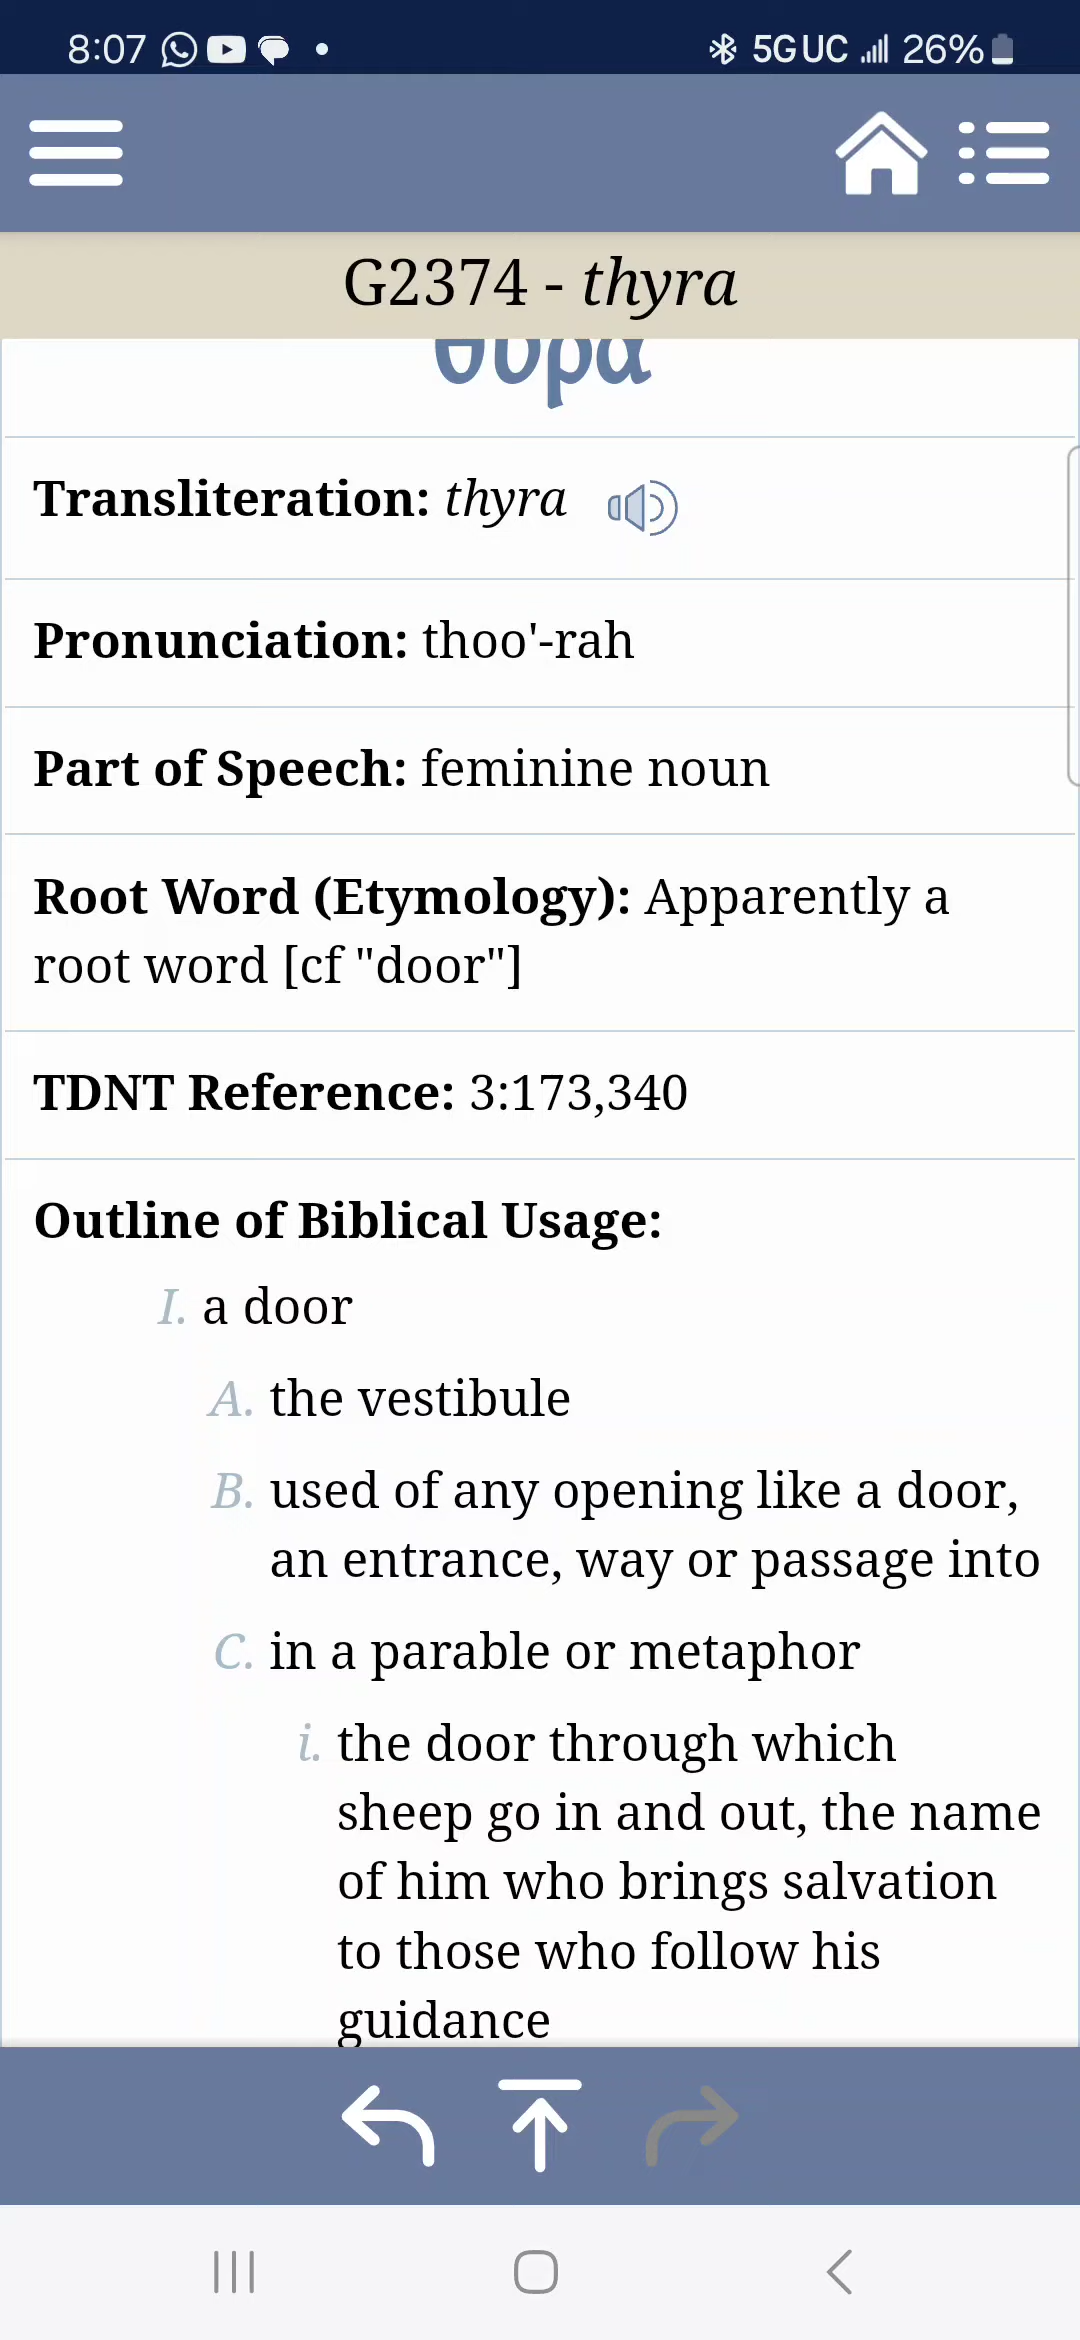 8:07 5G UC 26%
G2374 - thyra
θύρα
Transliteration: thyra
Pronunciation: thoo'-rah
Part of Speech: feminine noun
Root Word (Etymology): Apparently a
root word [cf "door"]
TDNT Reference: 3:173,340
Outline of Biblical Usage:
I. a door
A. the vestibule
B. used of any opening like a door,
an entrance, way or passage into
C. in a parable or metaphor
i. the door through which
sheep go in and out, the name
of him who brings salvation
to those who follow his
guidance